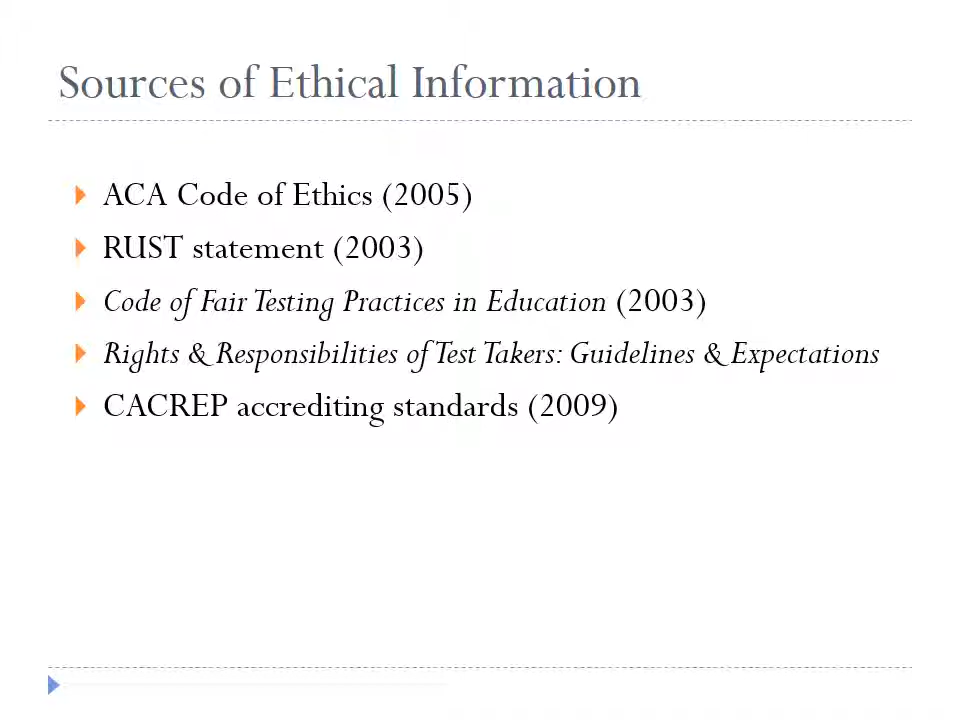 Sources of Ethical Information
ACA Code of Ethics (2005)
RUST statement (2003)
Code of Fair Testing Practices in Education (2003)
Rights & Responsibilities of Test Takers: Guidelines & Expectations
CACREP accrediting standards (2009)